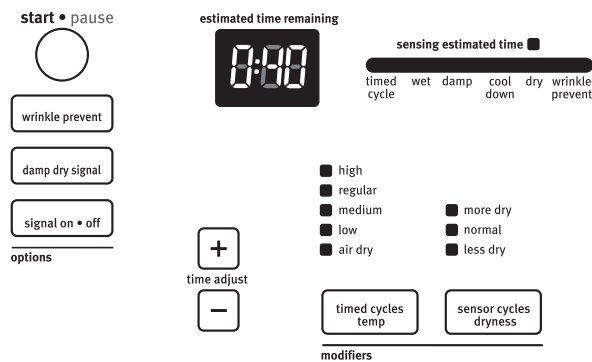 start • pause
wrinkle prevent
damp dry signal
signal on • off
options
estimated time remaining
0:40
sensing estimated time
timed
cycle
wet
damp
cool
down
dry
wrinkle
prevent
+
time adjust
−
high
regular
medium
low
air dry
more dry
normal
less dry
timed cycles
temp
sensor cycles
dryness
modifiers